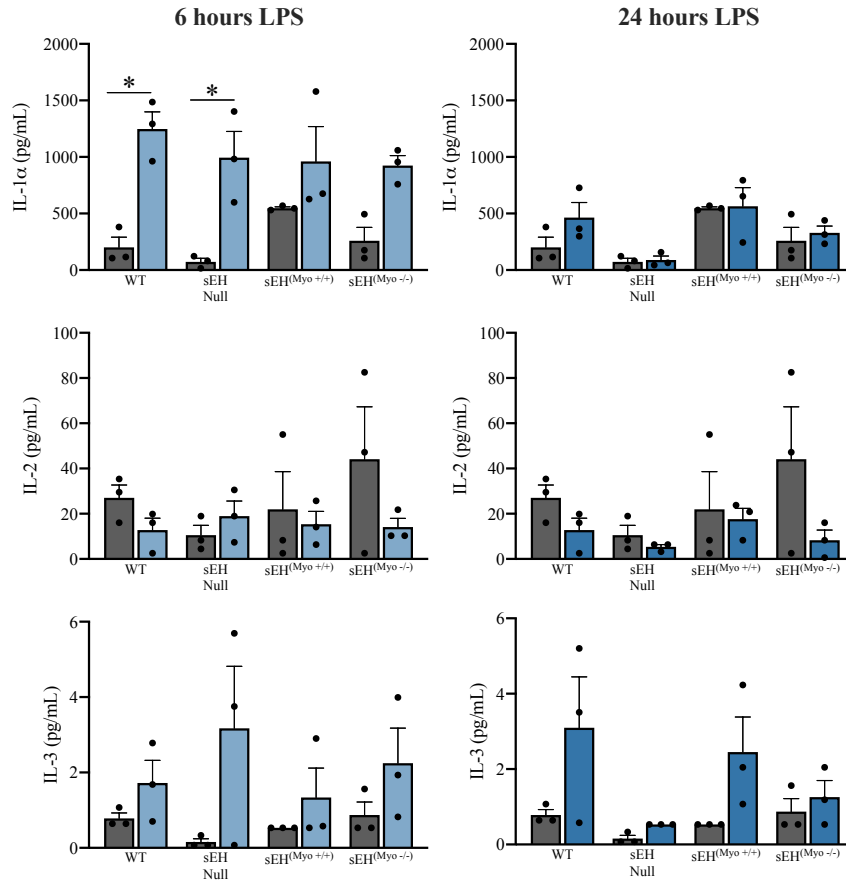 6 hours LPS
24 hours LPS
2000
1500
1000
500
0
IL-1α (pg/mL)
*
*
WT
sEH
Null
sEH(Myo +/+)
sEH(Myo -/-)
2000
1500
1000
500
0
IL-1α (pg/mL)
WT
sEH
Null
sEH(Myo +/+)
sEH(Myo -/-)
100
80
60
40
20
0
IL-2 (pg/mL)
WT
sEH
Null
sEH(Myo +/+)
sEH(Myo -/-)
100
80
60
40
20
0
IL-2 (pg/mL)
WT
sEH
Null
sEH(Myo +/+)
sEH(Myo -/-)
6
4
2
0
IL-3 (pg/mL)
WT
sEH
Null
sEH(Myo +/+)
sEH(Myo -/-)
6
4
2
0
IL-3 (pg/mL)
WT
sEH
Null
sEH(Myo +/+)
sEH(Myo -/-)